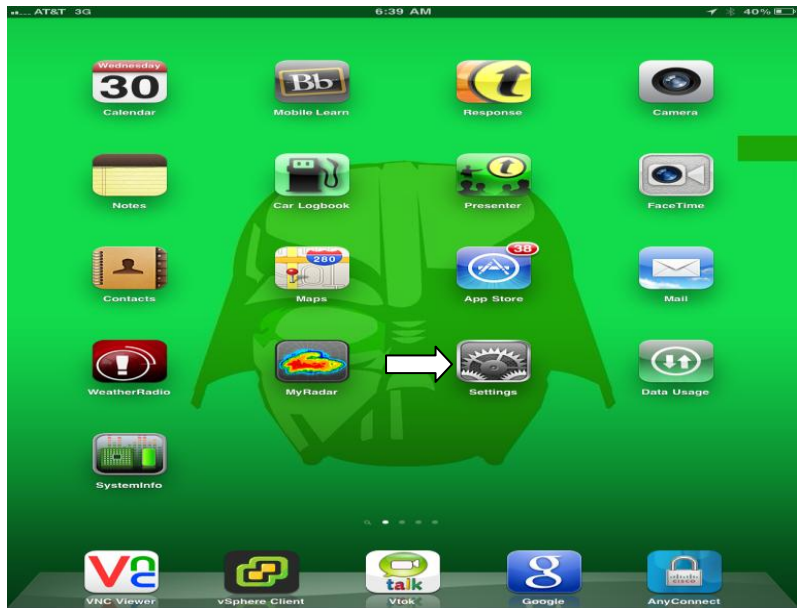 AT&T 3G 6:39 AM 40%
Wednesday
30
Bb
Calendar Mobile Learn Response Camera
Notes Car Logbook Presenter FaceTime
280
38
Contacts Maps App Store Mail
WeatherRadio MyRadar Settings Data Usage
SystemInfo
VNC
talk
g
CISCO
VNC Viewer vSphere Client Vtok Google AnyConnect